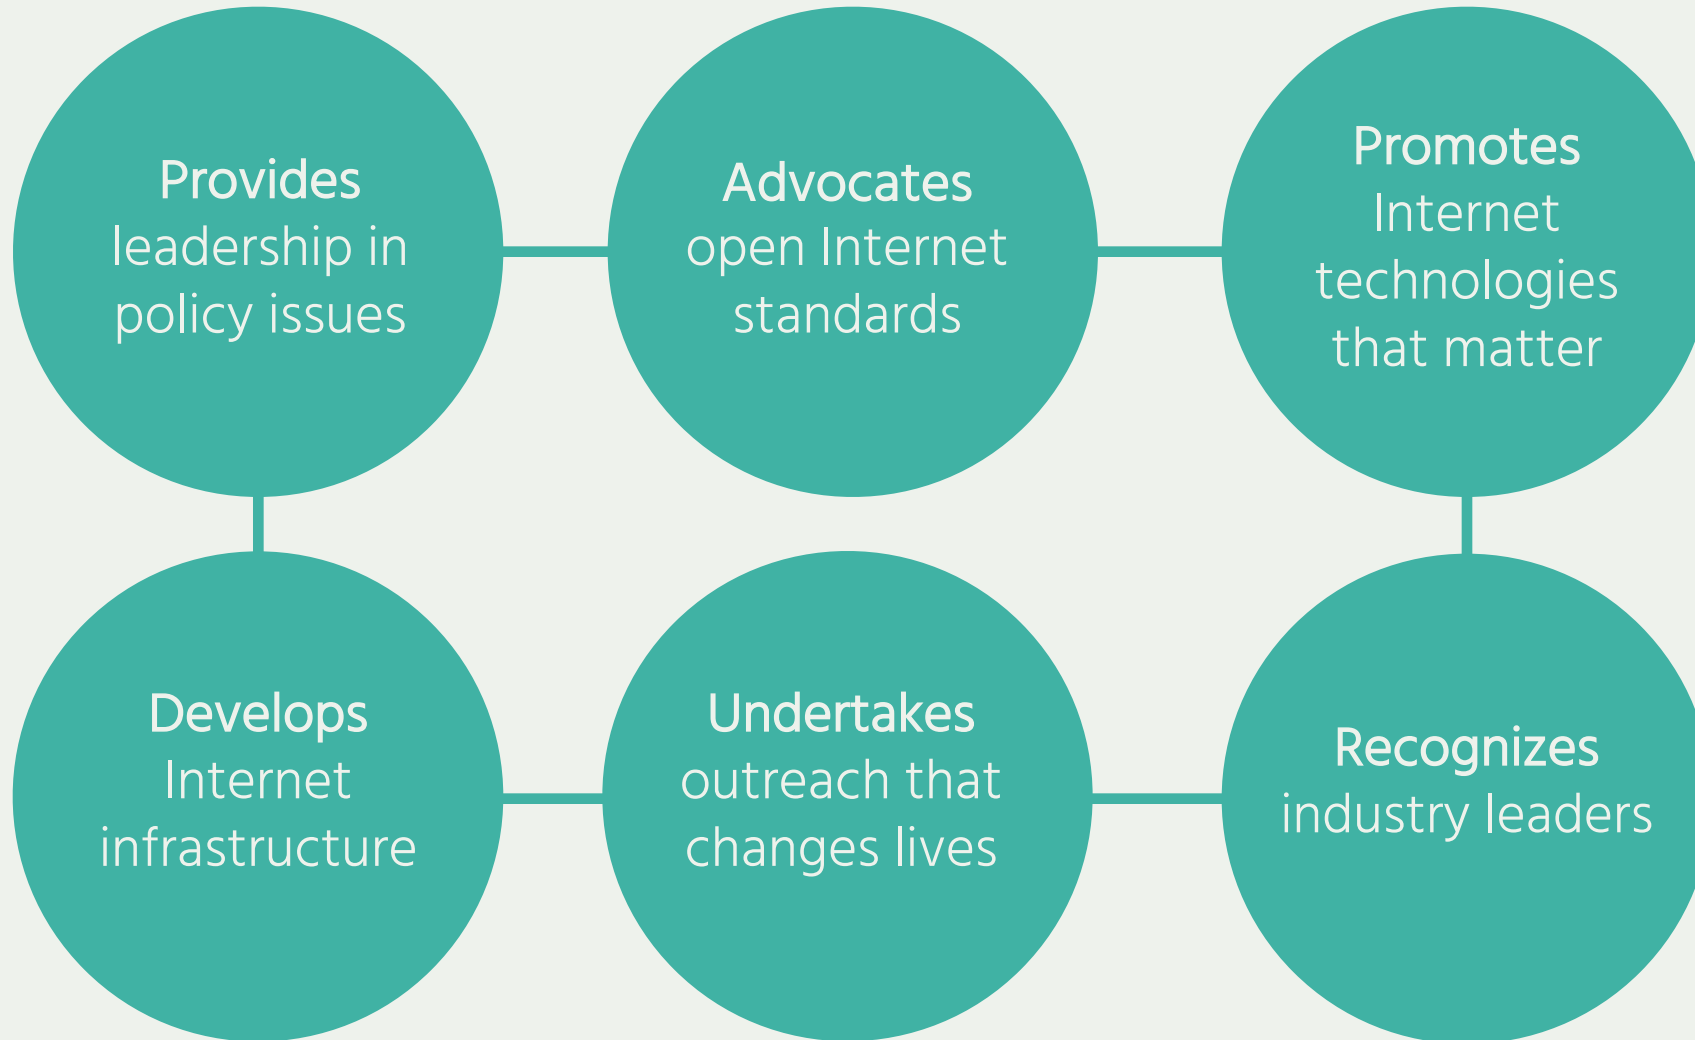 Provides
leadership in
policy issues
Advocates
open Internet
standards
Promotes
Internet
technologies
that matter
Develops
Internet
infrastructure
Undertakes
outreach that
changes lives
Recognizes
industry leaders